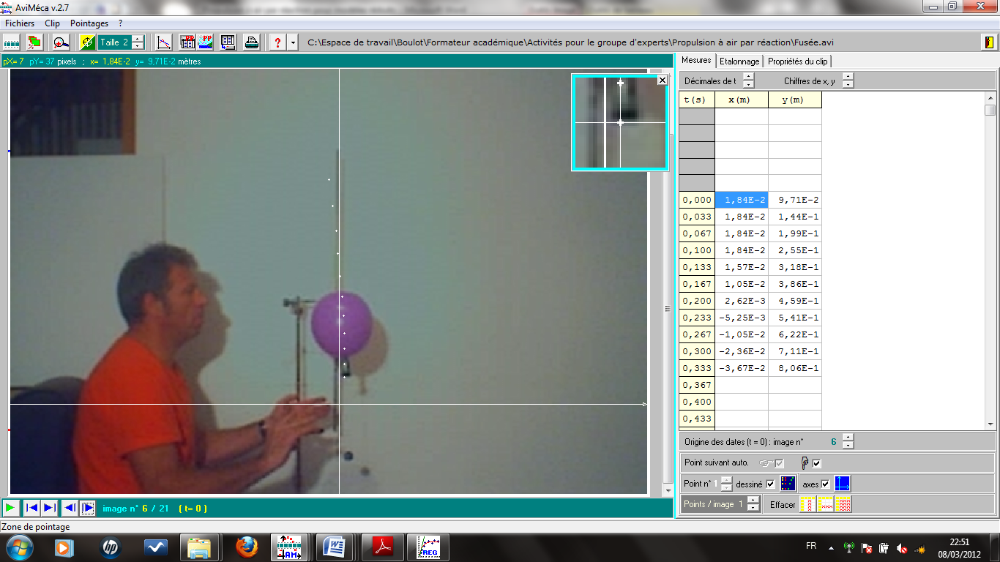 AviMéca v.2.7
Fichiers Clip Pointages ?
Taille 2 ? C:\Espace de travail\Boulot\Formateur académique\Activités pour le groupe d'experts\Propulsion à air par réaction\Fusée.avi
pX= 7 pY= 37 pixels ; x= 1,84E-2 y= 9,71E-2 mètres
Mesures Etalonnage Propriétés du clip
Décimales de t Chiffres de x, y
t(s) x(m) y(m)
0,000 1,84E-2 9,71E-2
0,033 1,84E-2 1,44E-1
0,067 1,84E-2 1,99E-1
0,100 1,84E-2 2,55E-1
0,133 1,57E-2 3,18E-1
0,167 1,05E-2 3,86E-1
0,200 2,62E-3 4,59E-1
0,233 -5,25E-3 5,41E-1
0,267 -1,05E-2 6,22E-1
0,300 -2,36E-2 7,11E-1
0,333 -3,67E-2 8,06E-1
0,367
0,400
0,433
Origine des dates (t = 0) : image n° 6
Point suivant auto.
Point n° 1 dessiné axes
Points / image 1 Effacer
image n° 6 / 21 ( t= 0 )
Zone de pointage
hp AM W REG FR 22:51
08/03/2012